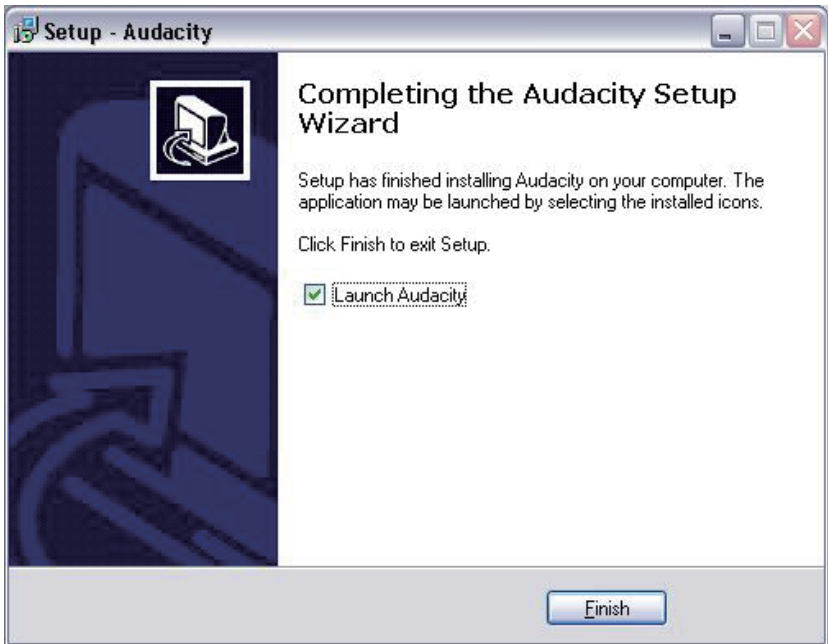 Setup - Audacity
Completing the Audacity Setup
Wizard
Setup has finished installing Audacity on your computer. The
application may be launched by selecting the installed icons.
Click Finish to exit Setup.
Launch Audacity
Finish